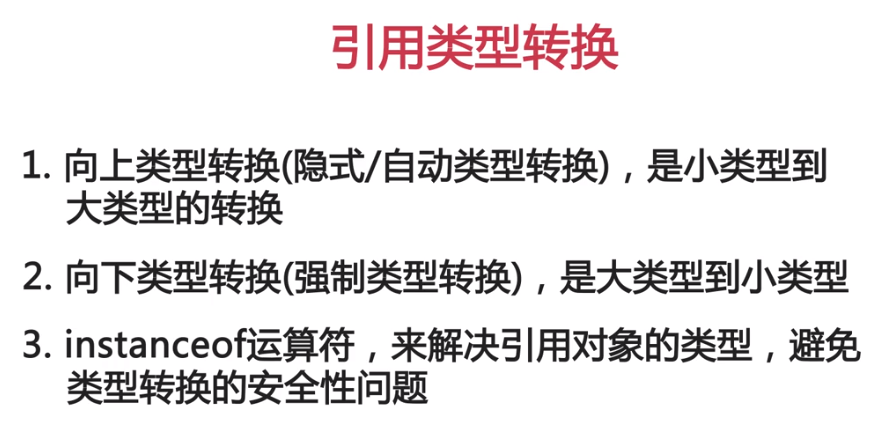 引用类型转换
1. 向上类型转换(隐式/自动类型转换)，是小类型到
大类型的转换
2. 向下类型转换(强制类型转换)，是大类型到小类型
3. instanceof运算符，来解决引用对象的类型，避免
类型转换的安全性问题